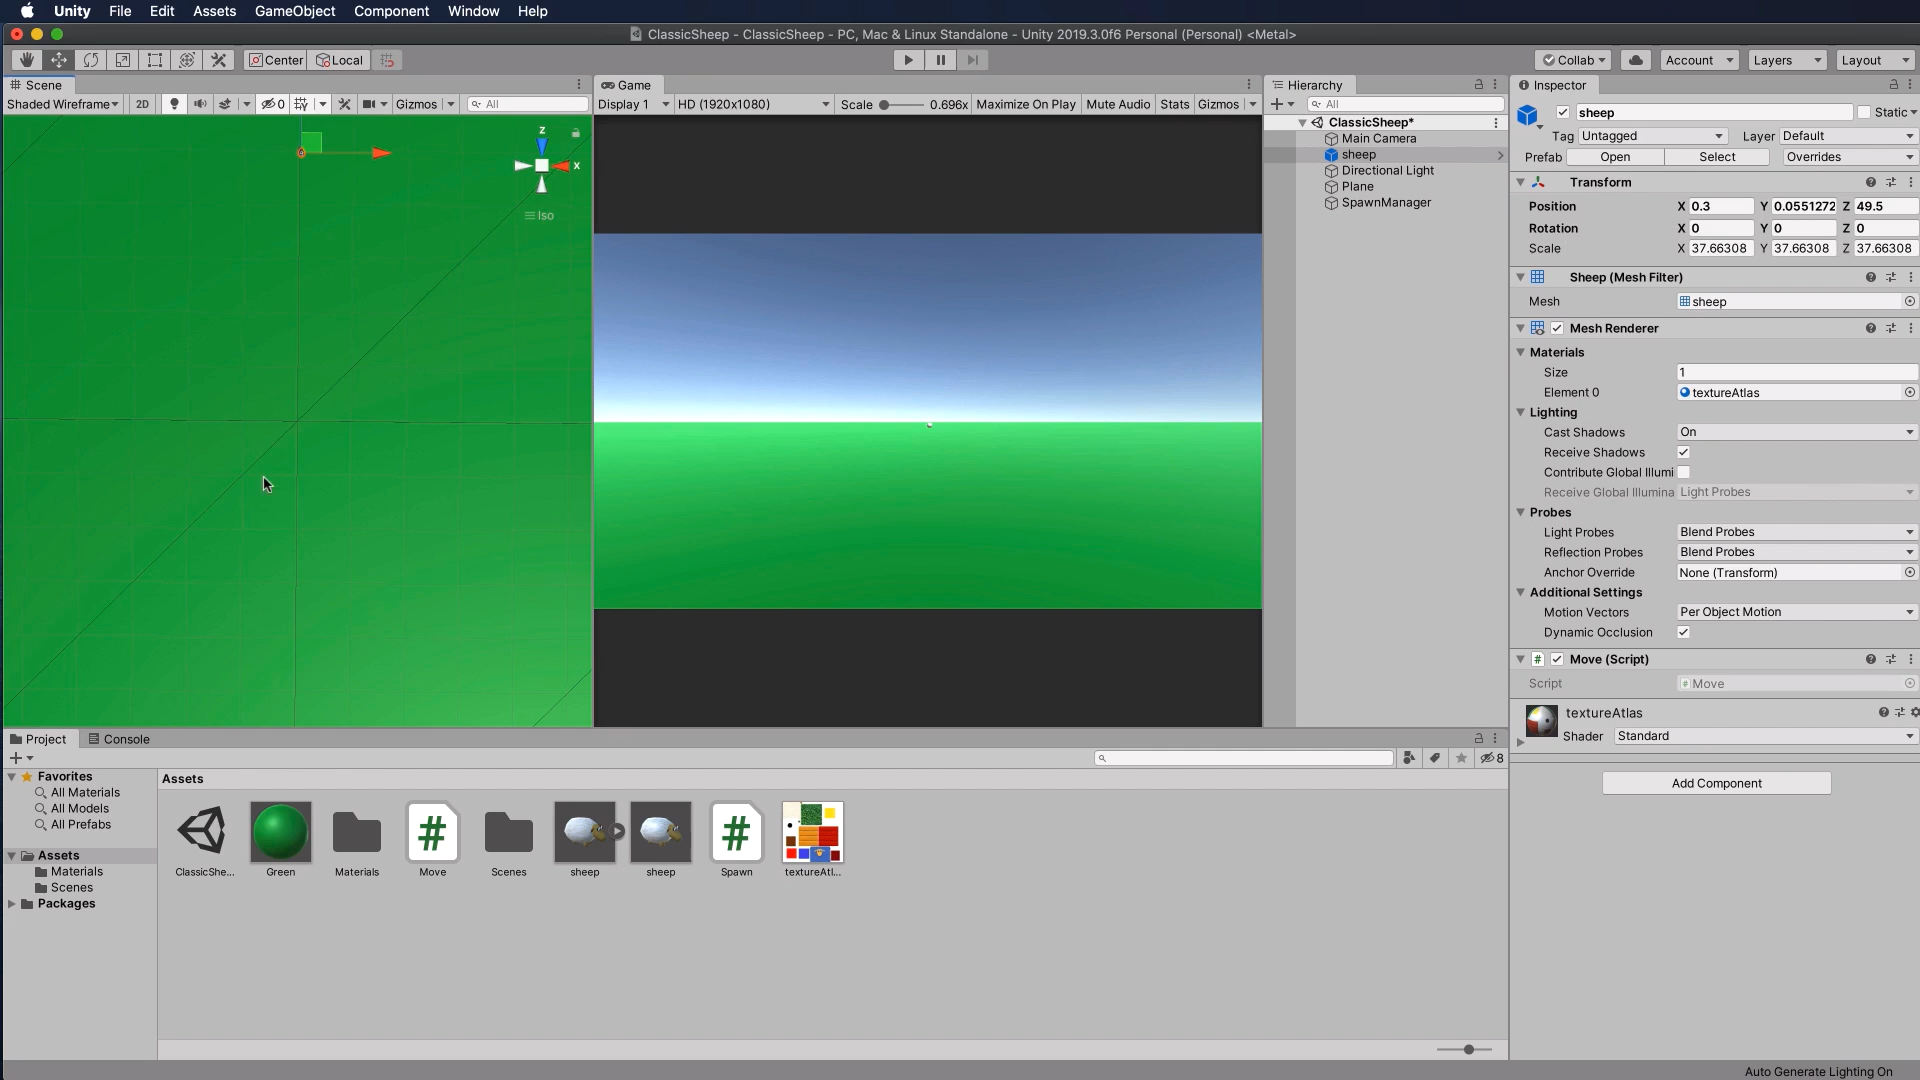 Unity File Edit Assets GameObject Component Window Help
ClassicSheep - ClassicSheep - PC, Mac & Linux Standalone - Unity 2019.3.0f6 Personal (Personal) <Metal>
Center Local Collab Account Layers Layout
Scene
Shaded Wireframe 2D 0 Gizmos All
z
x
Iso
Game
Display 1 HD (1920x1080) Scale 0.696x Maximize On Play Mute Audio Stats Gizmos
Hierarchy
All
ClassicSheep*
Main Camera
sheep
Directional Light
Plane
SpawnManager
Inspector
sheep Static
Tag Untagged Layer Default
Prefab Open Select Overrides
Transform
Position X 0.3 Y 0.0551272 Z 49.5
Rotation X 0 Y 0 Z 0
Scale X 37.66308 Y 37.66308 Z 37.66308
Sheep (Mesh Filter)
Mesh sheep
Mesh Renderer
Materials
Size 1
Element 0 textureAtlas
Lighting
Cast Shadows On
Receive Shadows
Contribute Global Illumi
Receive Global Illumina Light Probes
Probes
Light Probes Blend Probes
Reflection Probes Blend Probes
Anchor Override None (Transform)
Additional Settings
Motion Vectors Per Object Motion
Dynamic Occlusion
# Move (Script)
Script Move
textureAtlas
Shader Standard
Add Component
Project Console
8
Favorites
All Materials
All Models
All Prefabs
Assets
Materials
Scenes
Packages
Assets
ClassicShe... Green Materials Move Scenes sheep sheep Spawn textureAtl...
Auto Generate Lighting On